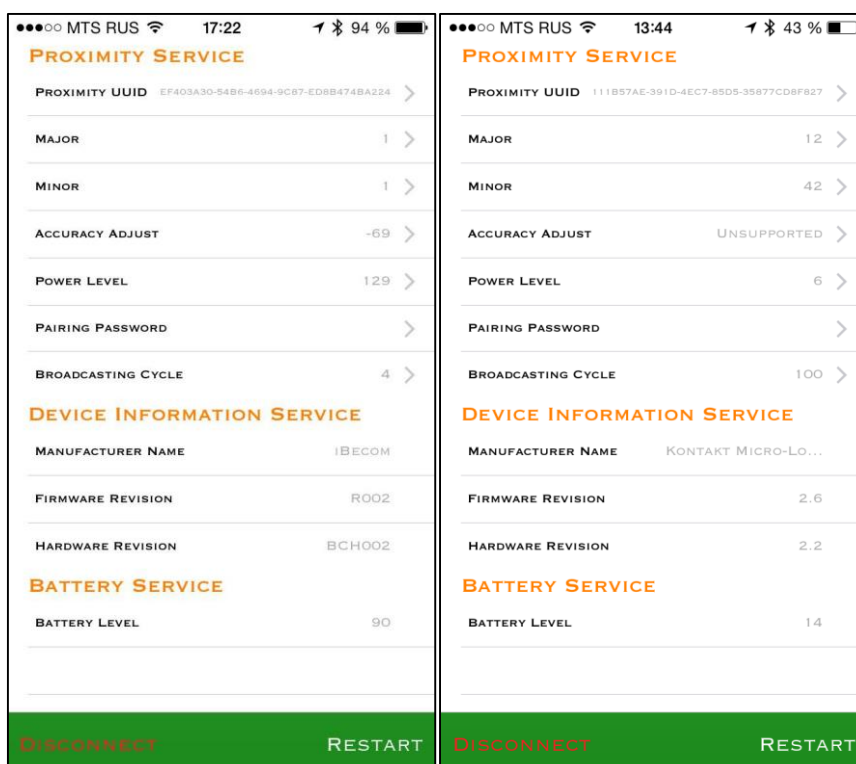 MTS RUS 17:22 94 %
PROXIMITY SERVICE
PROXIMITY UUID EF403A30-54B6-4694-9C87-ED8B474BA224
MAJOR 1
MINOR 1
ACCURACY ADJUST -69
POWER LEVEL 129
PAIRING PASSWORD
BROADCASTING CYCLE 4
DEVICE INFORMATION SERVICE
MANUFACTURER NAME IBECOM
FIRMWARE REVISION R002
HARDWARE REVISION BCH002
BATTERY SERVICE
BATTERY LEVEL 90
DISCONNECT RESTART
MTS RUS 13:44 43 %
PROXIMITY SERVICE
PROXIMITY UUID 111B57AE-391D-4EC7-85D5-35877CD8F827
MAJOR 12
MINOR 42
ACCURACY ADJUST UNSUPPORTED
POWER LEVEL 6
PAIRING PASSWORD
BROADCASTING CYCLE 100
DEVICE INFORMATION SERVICE
MANUFACTURER NAME KONTAKT MICRO-LO...
FIRMWARE REVISION 2.6
HARDWARE REVISION 2.2
BATTERY SERVICE
BATTERY LEVEL 14
DISCONNECT RESTART